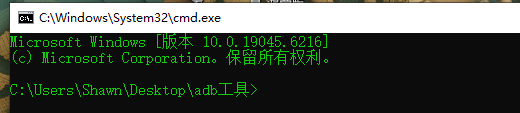 C:\Windows\System32\cmd.exe
Microsoft Windows [版本 10.0.19045.6216]
(c) Microsoft Corporation。保留所有权利。
C:\Users\Shawn\Desktop\adb工具>